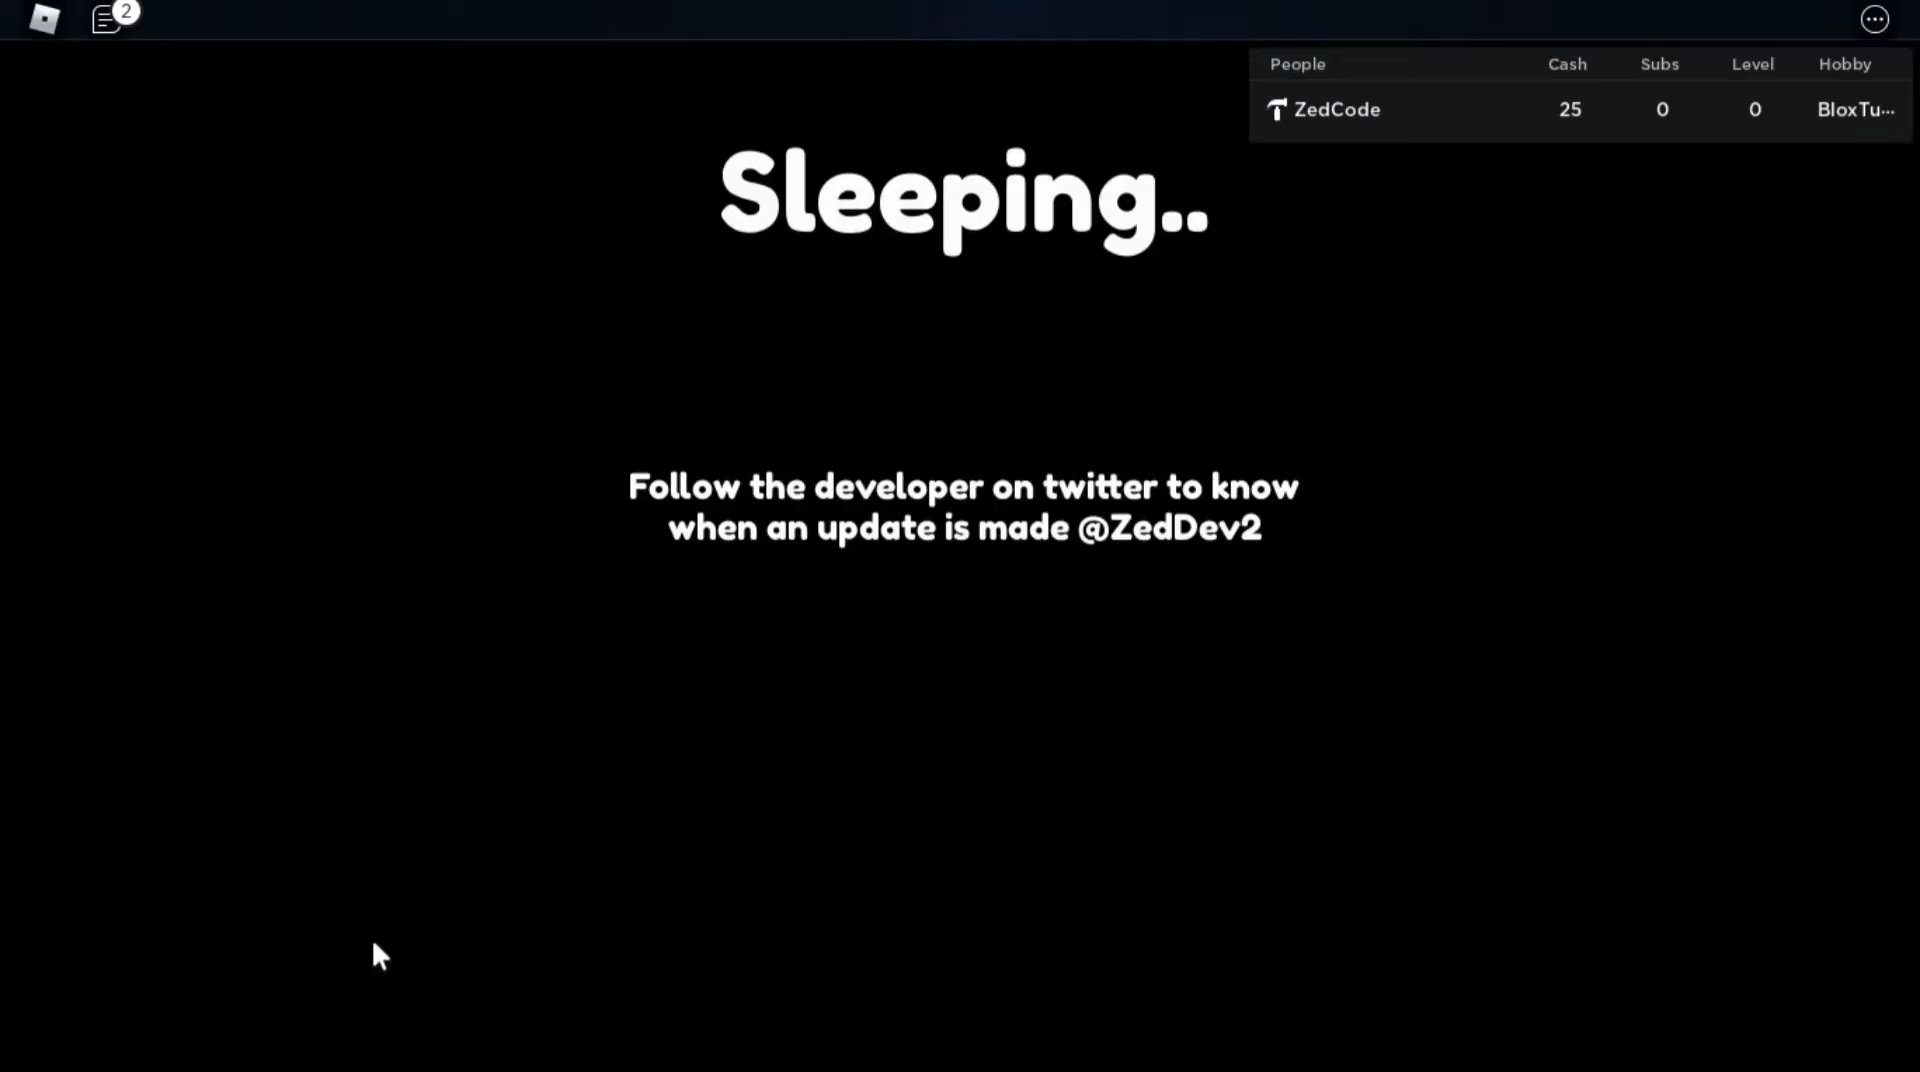 2
People Cash Subs Level Hobby
ZedCode 25 0 0 BloxTu...
Sleeping..
Follow the developer on twitter to know
when an update is made @ZedDev2